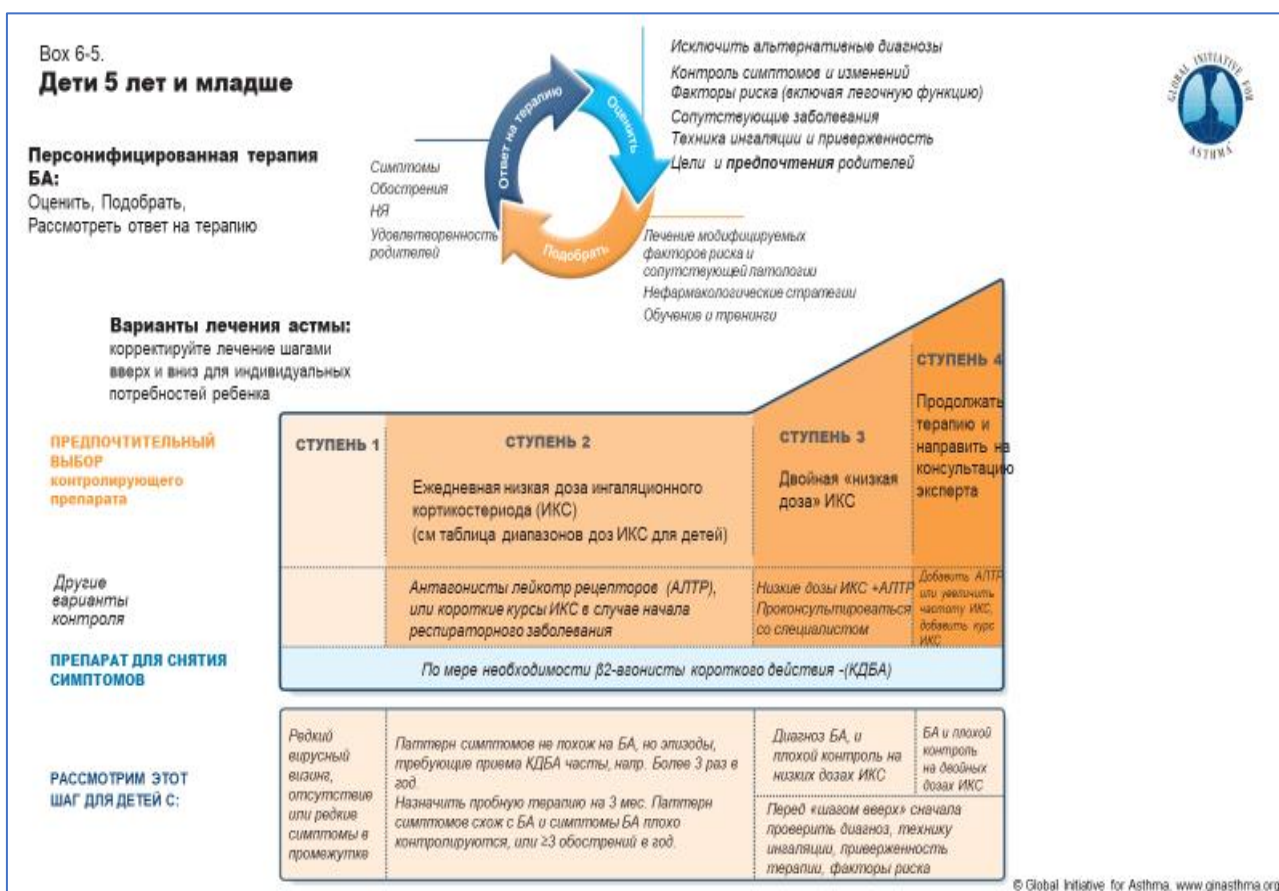 Box 6-5.
Дети 5 лет и младше
Персонифицированная терапия
БА:
Оценить, Подобрать,
Рассмотреть ответ на терапию
Ответ на терапию
Оценить
Подобрать
Симптомы
Обострения
НЯ
Удовлетворенность
родителей
Исключить альтернативные диагнозы
Контроль симптомов и изменений
Факторы риска (включая легочную функцию)
Сопутствующие заболевания
Техника ингаляции и приверженность
Цели и предпочтения родителей
GLOBAL INITIATIVE FOR
ASTHMA
Лечение модифицируемых
факторов риска и
сопутствующей патологии
Нефармакологические стратегии
Обучение и тренинги
Варианты лечения астмы:
корректируйте лечение шагами
вверх и вниз для индивидуальных
потребностей ребенка
ПРЕДПОЧТИТЕЛЬНЫЙ
ВЫБОР
контролирующего
препарата
СТУПЕНЬ 1
СТУПЕНЬ 2
Ежедневная низкая доза ингаляционного
кортикостериода (ИКС)
(см таблица диапазонов доз ИКС для детей)
СТУПЕНЬ 3
Двойная «низкая
доза» ИКС
СТУПЕНЬ 4
Продолжать
терапию и
направить на
консультацию
эксперта
Другие
варианты
контроля
Антагонисты лейкотр рецепторов (АЛТР),
или короткие курсы ИКС в случае начала
респираторного заболевания
Низкие дозы ИКС +АЛТР
Проконсультироваться
со специалистом
Добавить АЛТР
или увеличить
частоту ИКС,
добавить курс
ИКС
ПРЕПАРАТ ДЛЯ СНЯТИЯ
СИМПТОМОВ
По мере необходимости β2-агонисты короткого действия -(КДБА)
РАССМОТРИМ ЭТОТ
ШАГ ДЛЯ ДЕТЕЙ С:
Редкий
вирусный
визинг,
отсутствие
или редкие
симптомы в
промежутке
Паттерн симптомов не похож на БА, но эпизоды,
требующие приема КДБА часты, напр. Более 3 раз в
год.
Назначить пробную терапию на 3 мес. Паттерн
симптомов схож с БА и симптомы БА плохо
контролируются, или ≥3 обострений в год.
Диагноз БА, и
плохой контроль на
низких дозах ИКС
БА и плохой
контроль
на двойных
дозах ИКС
Перед «шагом вверх» сначала
проверить диагноз, технику
ингаляции, приверженность
терапии, факторы риска
© Global Initiative for Asthma, www.ginasthma.org